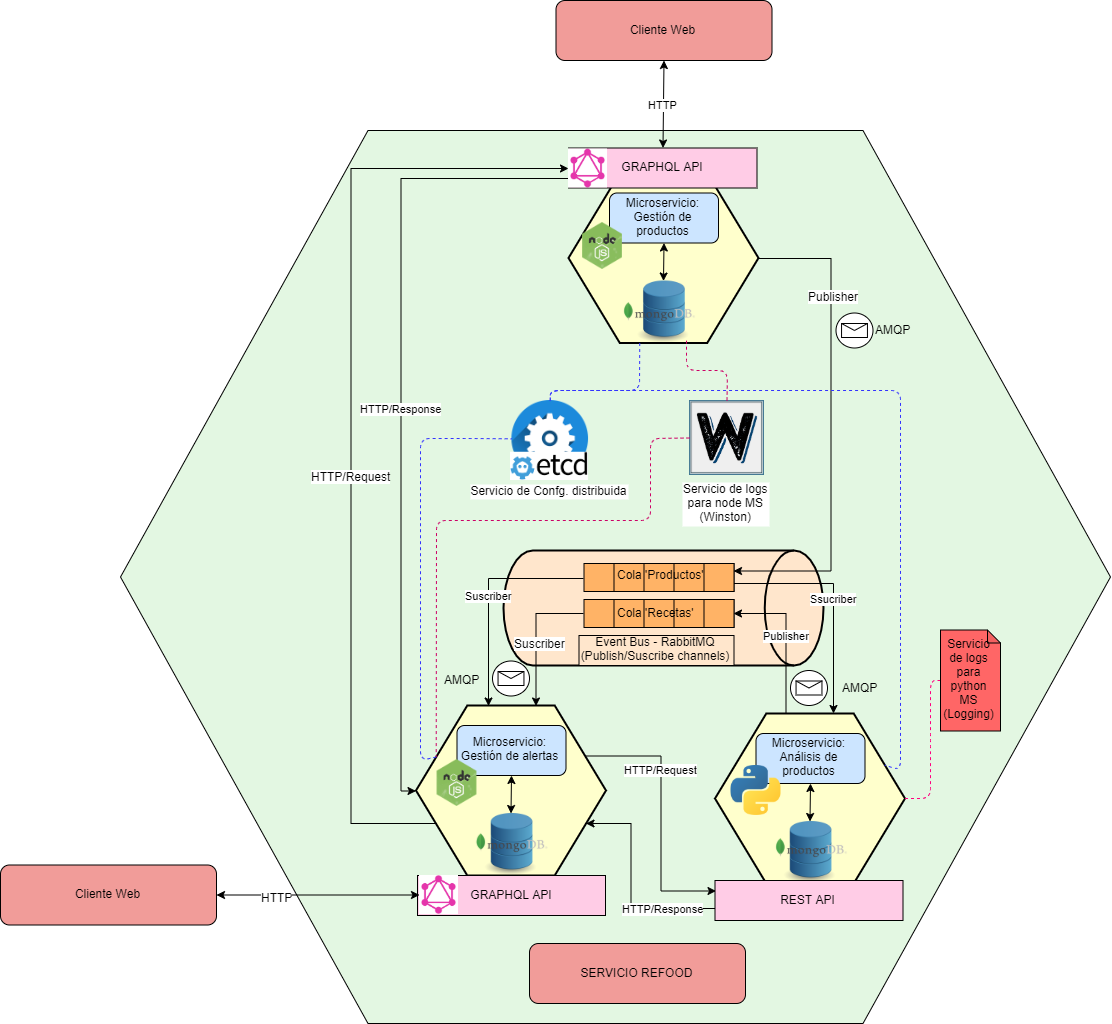 Cliente Web
HTTP
GRAPHQL API
Microservicio:
Gestión de
productos
node
JS
mongoDB.
Publisher
AMQP
HTTP/Response
HTTP/Request
etcd
Servicio de Confg. distribuida
W
Servicio de logs
para node MS
(Winston)
Cola 'Productos'
Suscriber
Ssucriber
Cola 'Recetas'
Suscriber
Publisher
Event Bus - RabbitMQ
(Publish/Suscribe channels)
AMQP
AMQP
Servicio
de logs
para
python
MS
(Logging)
Microservicio:
Gestión de alertas
node
JS
mongoDB.
HTTP/Request
Microservicio:
Análisis de
productos
mongoDB.
Cliente Web
HTTP
GRAPHQL API
HTTP/Response
REST API
SERVICIO REFOOD